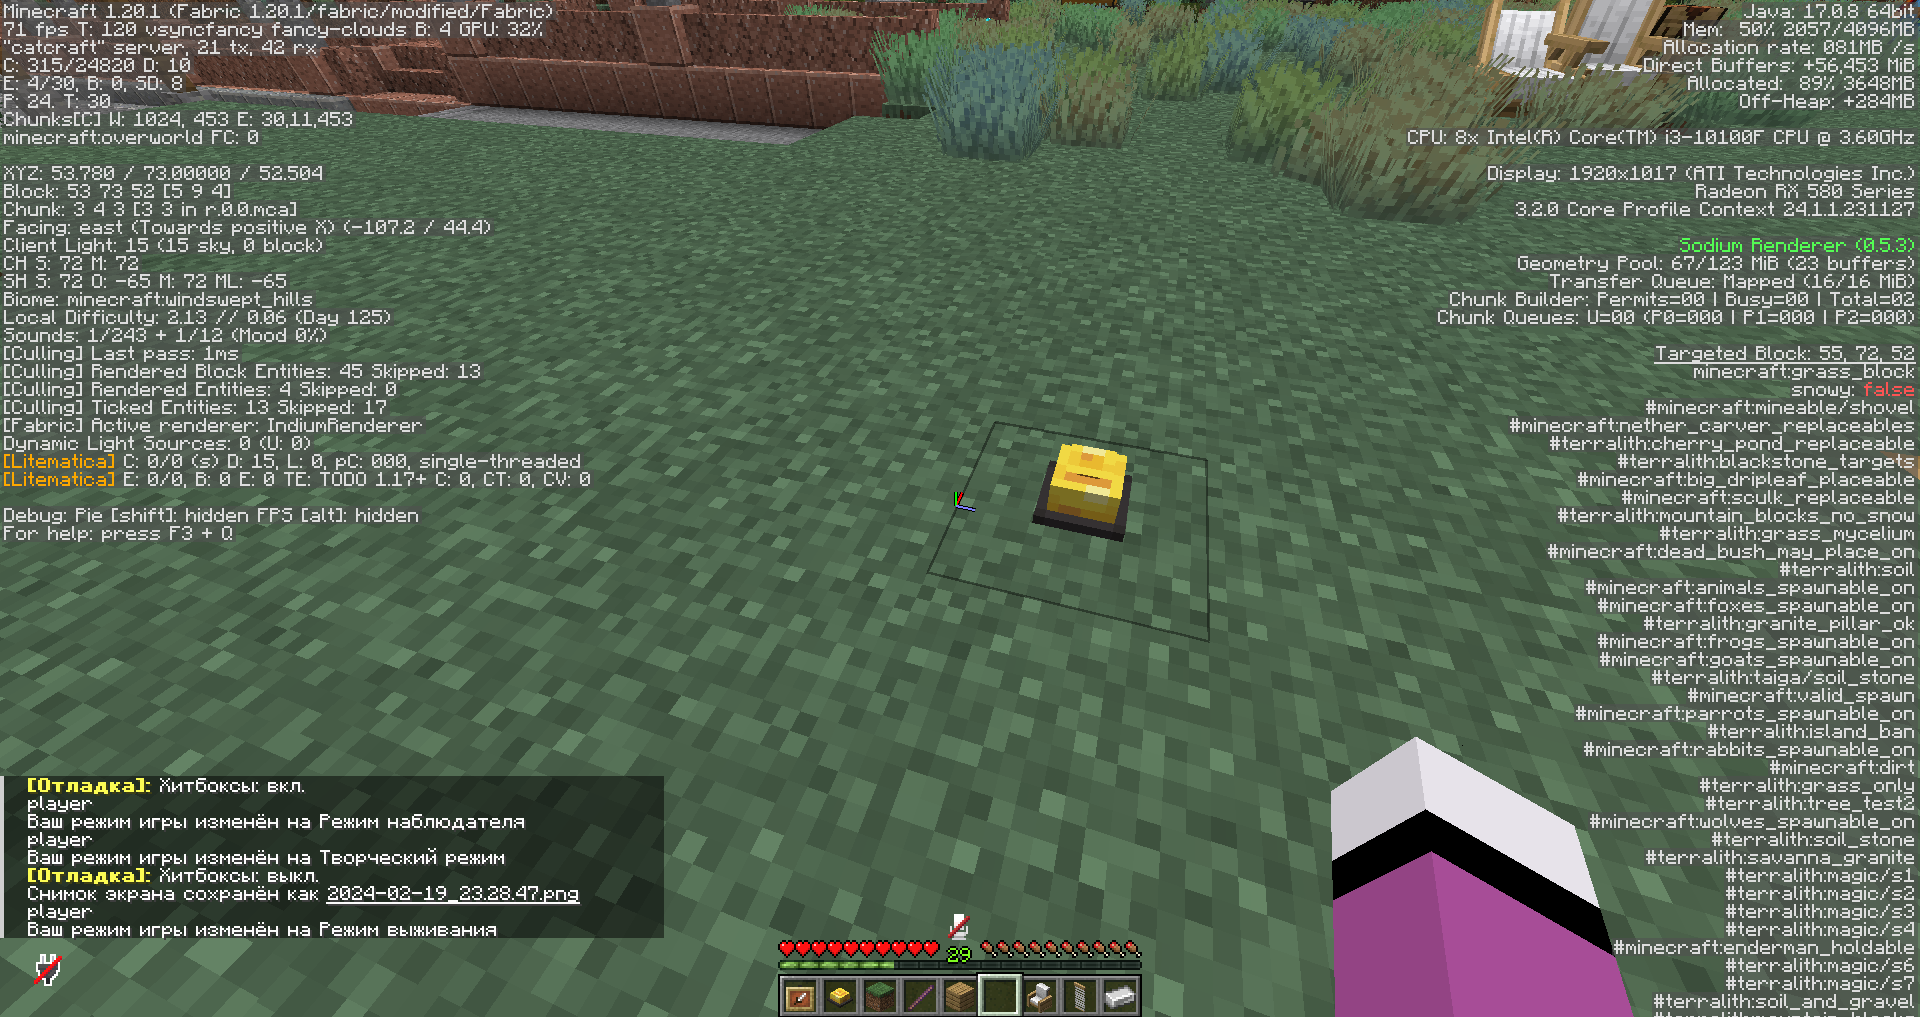 Minecraft 1.20.1 (Fabric 1.20.1/fabric/modified/Fabric)
71 fps T: 120 vsyncfancy fancy-clouds B: 4 GPU: 32%
"catcraft" server, 21 tx, 42 rx
C: 315/24820 D: 10
E: 4/30, B: 0, SD: 8
P: 24. T: 30
Chunks[C] W: 1024, 453 E: 30,11,453
minecraft:overworld FC: 0
XYZ: 53.780 / 73.00000 / 52.504
Block: 53 73 52 [5 9 4]
Chunk: 3 4 3 [3 3 in r.0.0.mca]
Facing: east (Towards positive X) (-107.2 / 44.4)
Client Light: 15 (15 sky, 0 block)
CH S: 72 M: 72
SH S: 72 O: -65 M: 72 ML: -65
Biome: minecraft:windswept_hills
Local Difficulty: 2.13 // 0.06 (Day 125)
Sounds: 1/243 + 1/12 (Mood 0%)
[Culling] Last pass: 1ms
[Culling] Rendered Block Entities: 45 Skipped: 13
[Culling] Rendered Entities: 4 Skipped: 0
[Culling] Ticked Entities: 13 Skipped: 17
[Fabric] Active renderer: IndiumRenderer
Dynamic Light Sources: 0 (U: 0)
[Litematica] C: 0/0 (s) D: 15, L: 0, pC: 000, single-threaded
[Litematica] E: 0/0, B: 0 E: 0 TE: TODO 1.17+ C: 0, CT: 0, CV: 0
Debug: Pie [shift]: hidden FPS [alt]: hidden
For help: press F3 + Q
Java: 17.0.8 64bit
Mem: 50% 2057/4096MB
Allocation rate: 081MB /s
Direct Buffers: +56,453 MiB
Allocated: 89% 3648MB
Off-Heap: +284MB
CPU: 8x Intel(R) Core(TM) i3-10100F CPU @ 3.60GHz
Display: 1920x1017 (ATI Technologies Inc.)
Radeon RX 580 Series
3.2.0 Core Profile Context 24.1.1.231127
Sodium Renderer (0.5.3)
Geometry Pool: 67/123 MiB (23 buffers)
Transfer Queue: Mapped (16/16 MiB)
Chunk Builder: Permits=00 | Busy=00 | Total=02
Chunk Queues: U=00 (P0=000 | P1=000 | P2=000)
Targeted Block: 55, 72, 52
minecraft:grass_block
snowy: false
#minecraft:mineable/shovel
#minecraft:nether_carver_replaceables
#terralith:cherry_pond_replaceable
#terralith:blackstone_targets
#minecraft:big_dripleaf_placeable
#minecraft:sculk_replaceable
#terralith:mountain_blocks_no_snow
#terralith:grass_mycelium
#minecraft:dead_bush_may_place_on
#terralith:soil
#minecraft:animals_spawnable_on
#minecraft:foxes_spawnable_on
#terralith:granite_pillar_ok
#minecraft:frogs_spawnable_on
#minecraft:goats_spawnable_on
#terralith:taiga/soil_stone
#minecraft:valid_spawn
#minecraft:parrots_spawnable_on
#terralith:island_ban
#minecraft:rabbits_spawnable_on
#minecraft:dirt
#terralith:grass_only
#terralith:tree_test2
#minecraft:wolves_spawnable_on
#terralith:soil_stone
#terralith:savanna_granite
#terralith:magic/s1
#terralith:magic/s2
#terralith:magic/s3
#terralith:magic/s4
#minecraft:enderman_holdable
#terralith:magic/s6
#terralith:magic/s7
#terralith:soil_and_gravel
[Отладка]: Хитбоксы: вкл.
player
Ваш режим игры изменён на Режим наблюдателя
player
Ваш режим игры изменён на Творческий режим
[Отладка]: Хитбоксы: выкл.
Снимок экрана сохранён как 2024-02-19_23.28.47.png
player
Ваш режим игры изменён на Режим выживания
29